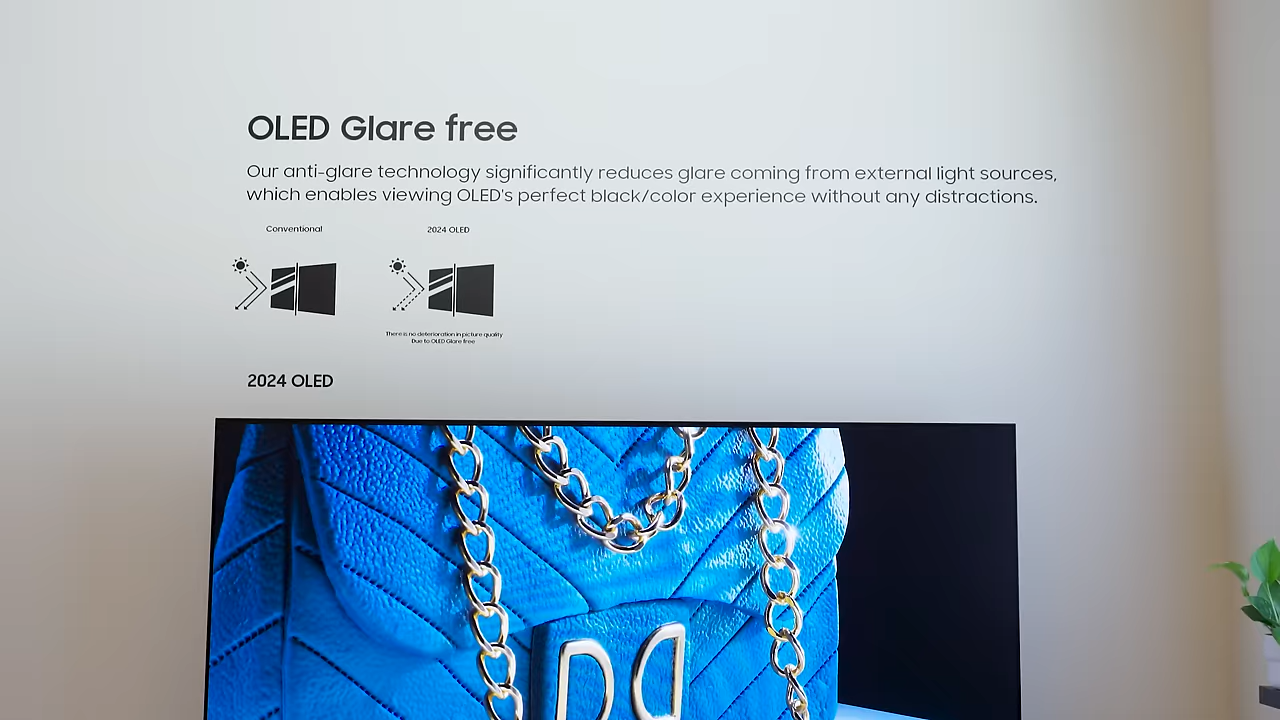 OLED Glare free
Our anti-glare technology significantly reduces glare coming from external light sources,
which enables viewing OLED's perfect black/color experience without any distractions.
Conventional
2024 OLED
There is no deterioration in picture quality
Due to OLED Glare free
2024 OLED